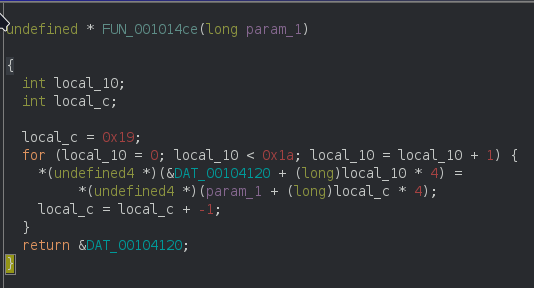 undefined * FUN_001014ce(long param_1)
{
int local_10;
int local_c;
local_c = 0x19;
for (local_10 = 0; local_10 < 0x1a; local_10 = local_10 + 1) {
*(undefined4 *)(&DAT_00104120 + (long)local_10 * 4) =
*(undefined4 *)(param_1 + (long)local_c * 4);
local_c = local_c + -1;
}
return &DAT_00104120;
}